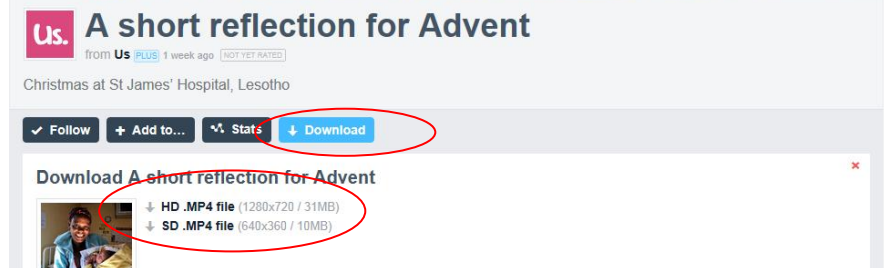 Us.
A short reflection for Advent
from Us PLUS 1 week ago NOT YET RATED
Christmas at St James' Hospital, Lesotho
Follow + Add to... Stats Download
Download A short reflection for Advent
HD .MP4 file (1280x720 / 31MB)
SD .MP4 file (640x360 / 10MB)